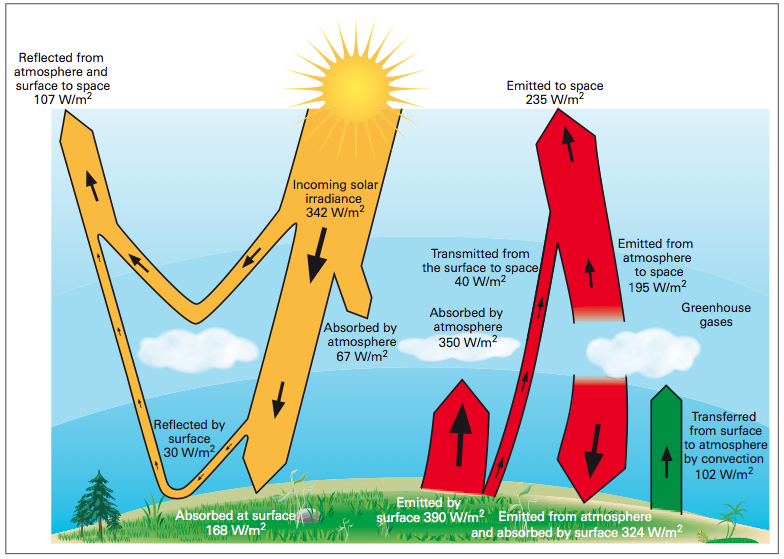 Reflected from
atmosphere and
surface to space
107 W/m²
Emitted to space
235 W/m²
Incoming solar
irradiance
342 W/m²
Transmitted from
the surface to space
40 W/m²
Emitted from
atmosphere
to space
195 W/m²
Greenhouse
gases
Absorbed by
atmosphere
67 W/m²
Absorbed by
atmosphere
350 W/m²
Reflected by
surface
30 W/m²
Transferred
from surface
to atmosphere
by convection
102 W/m²
Absorbed at surface
168 W/m²
Emitted by
surface 390 W/m²
Emitted from atmosphere
and absorbed by surface 324 W/m²